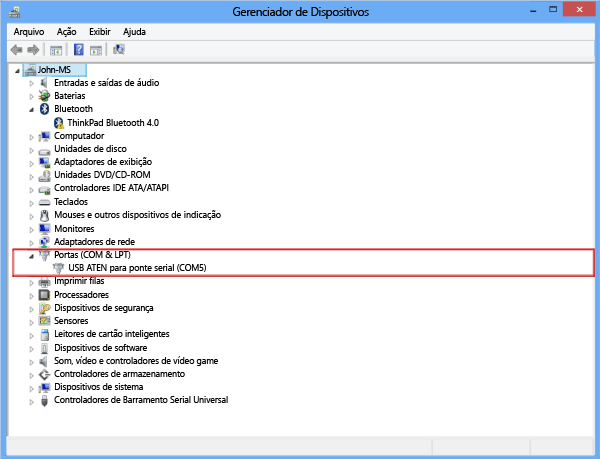 Gerenciador de Dispositivos
Arquivo Ação Exibir Ajuda
John-MS
Entradas e saídas de áudio
Baterias
Bluetooth
ThinkPad Bluetooth 4.0
Computador
Unidades de disco
Adaptadores de exibição
Unidades DVD/CD-ROM
Controladores IDE ATA/ATAPI
Teclados
Mouses e outros dispositivos de indicação
Monitores
Adaptadores de rede
Portas (COM & LPT)
USB ATEN para ponte serial (COM5)
Imprimir filas
Processadores
Dispositivos de segurança
Sensores
Leitores de cartão inteligentes
Dispositivos de software
Som, vídeo e controladores de vídeo game
Controladores de armazenamento
Dispositivos de sistema
Controladores de Barramento Serial Universal